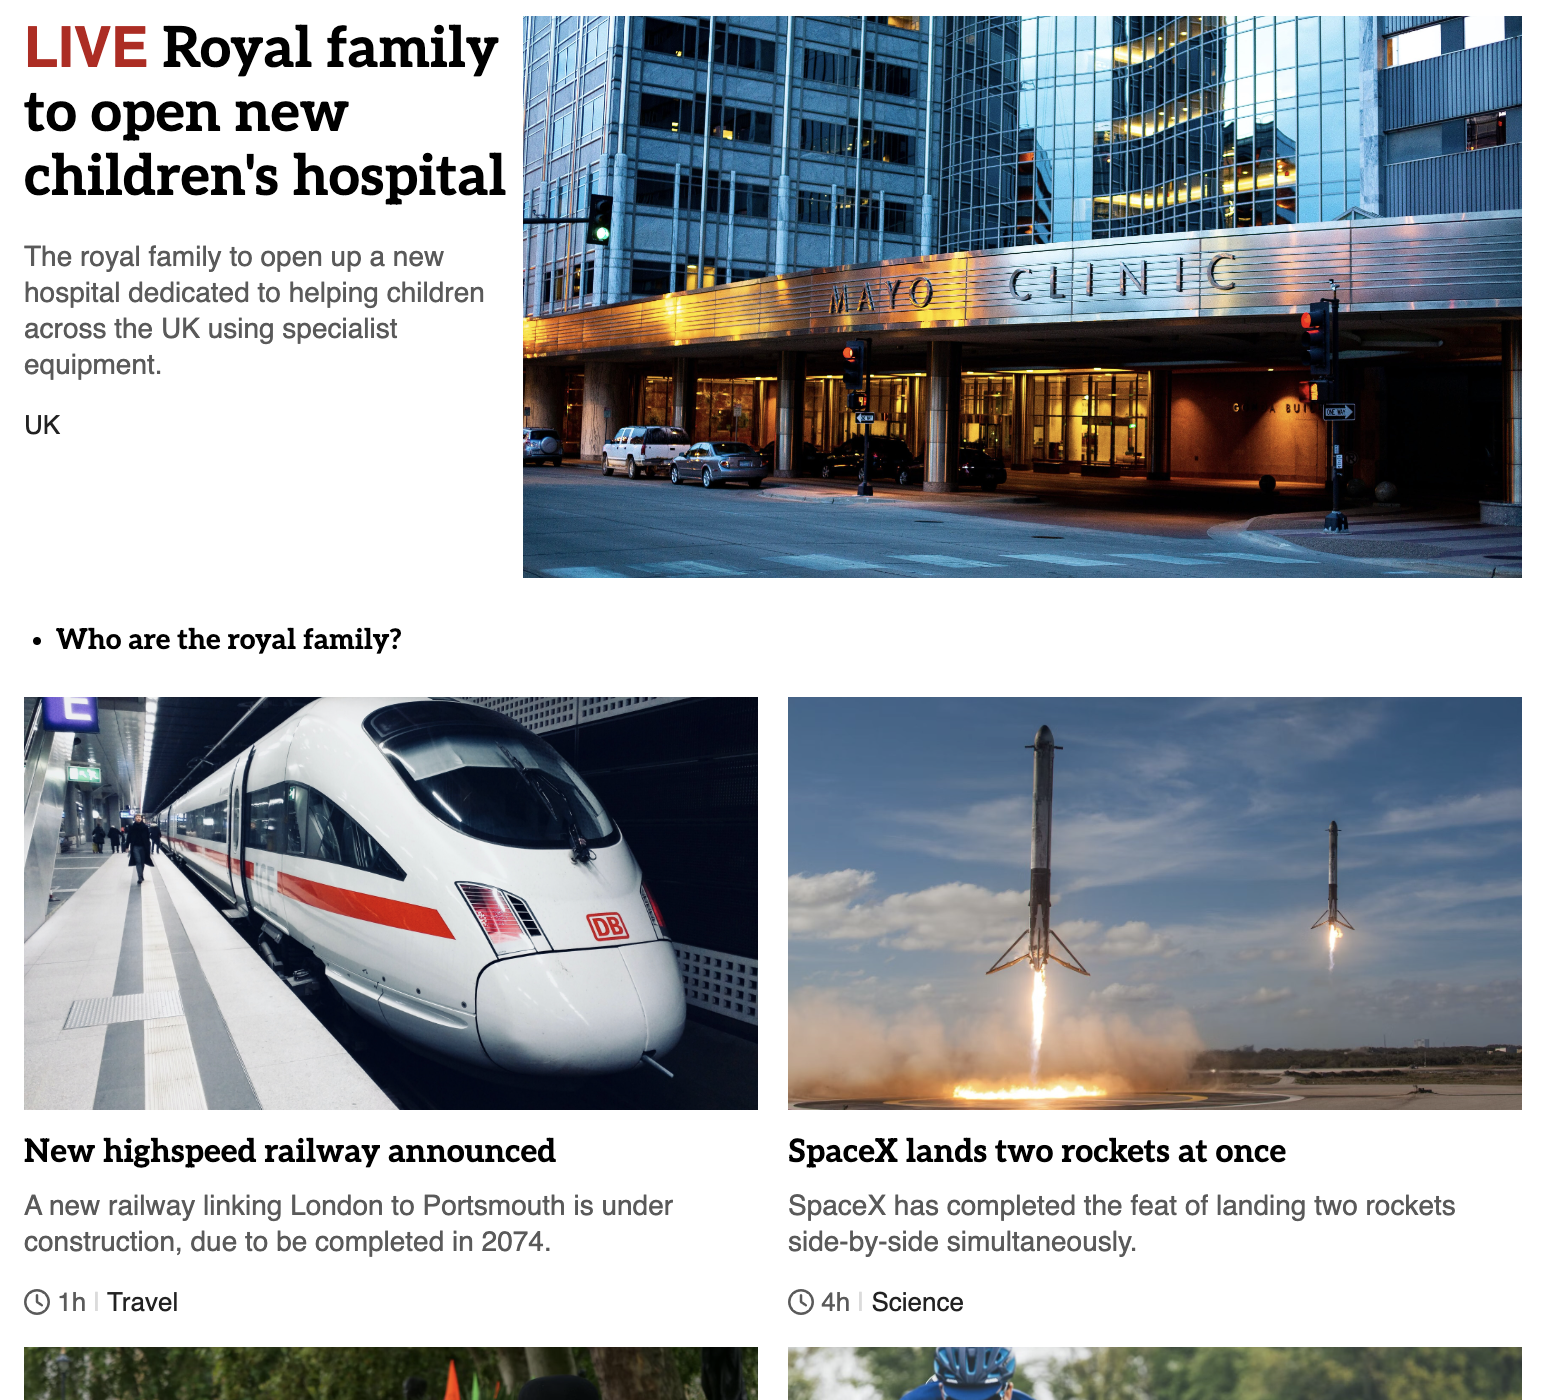 LIVE Royal family
to open new
children's hospital
The royal family to open up a new
hospital dedicated to helping children
across the UK using specialist
equipment.
UK
MAYO CLINIC
ONE WAY
• Who are the royal family?
E
DB
New highspeed railway announced
A new railway linking London to Portsmouth is under
construction, due to be completed in 2074.
1h | Travel
SpaceX lands two rockets at once
SpaceX has completed the feat of landing two rockets
side-by-side simultaneously.
4h | Science